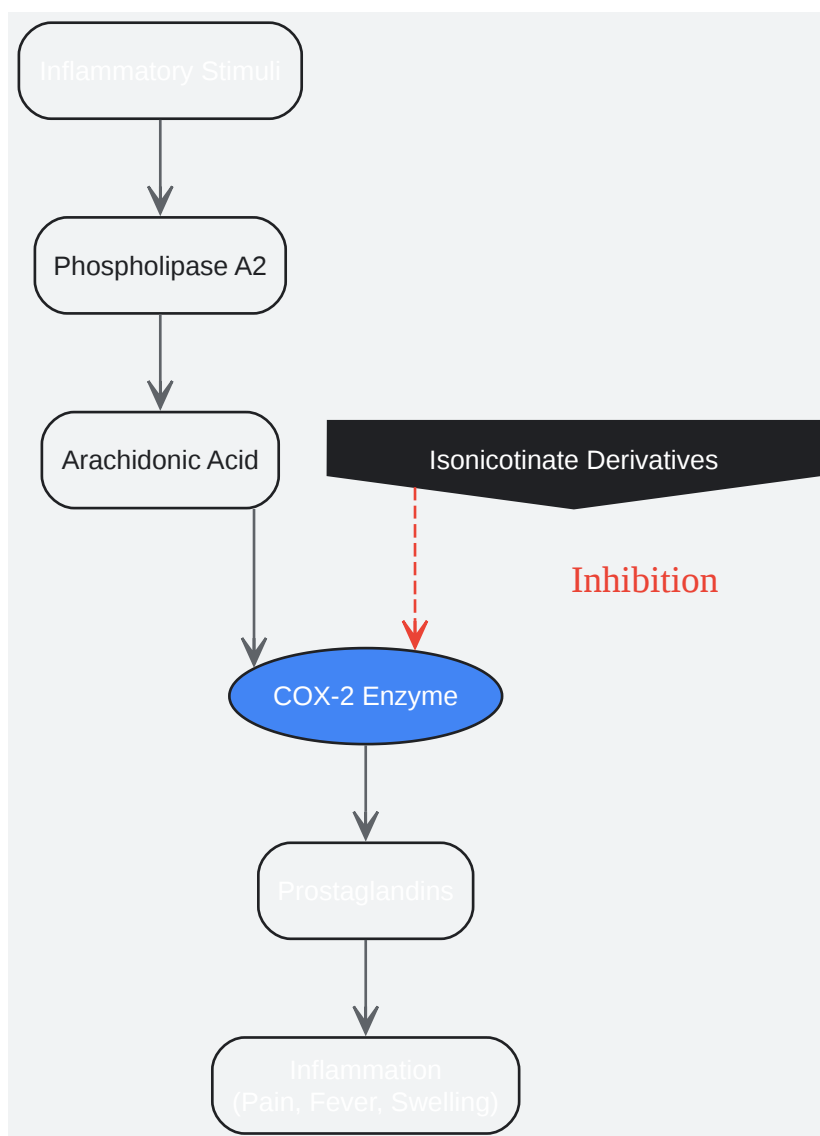 Inflammatory Stimuli
Phospholipase A2
Arachidonic Acid
Isonicotinate Derivatives
Inhibition
COX-2 Enzyme
Prostaglandins
Inflammation
(Pain, Fever, Swelling)